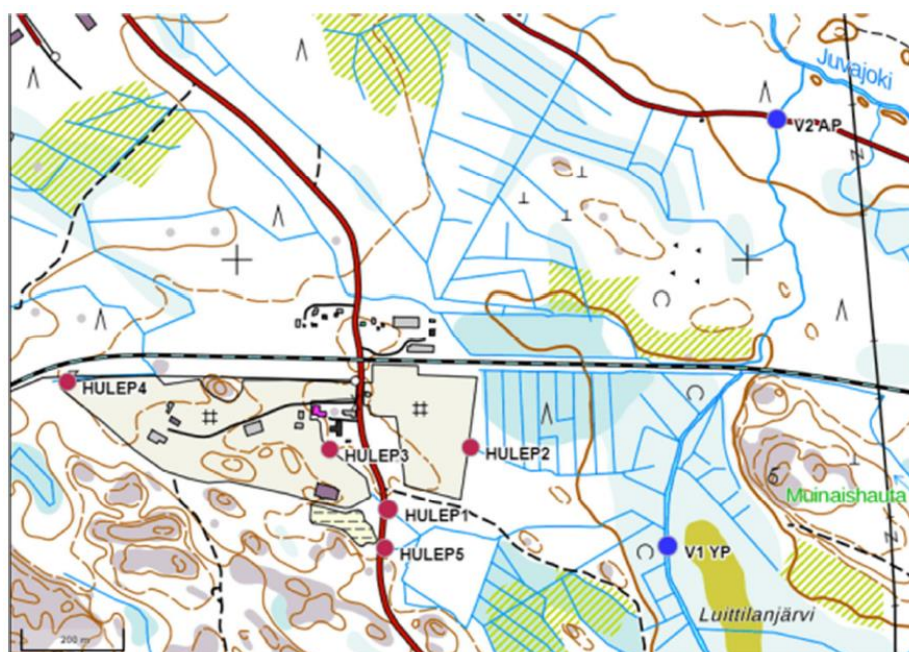 Juvajoki
V2 AP
HULEP4
HULEP3
HULEP2
Muinaishauta
HULEP1
HULEP5
V1 YP
Luittilanjärvi
200 m